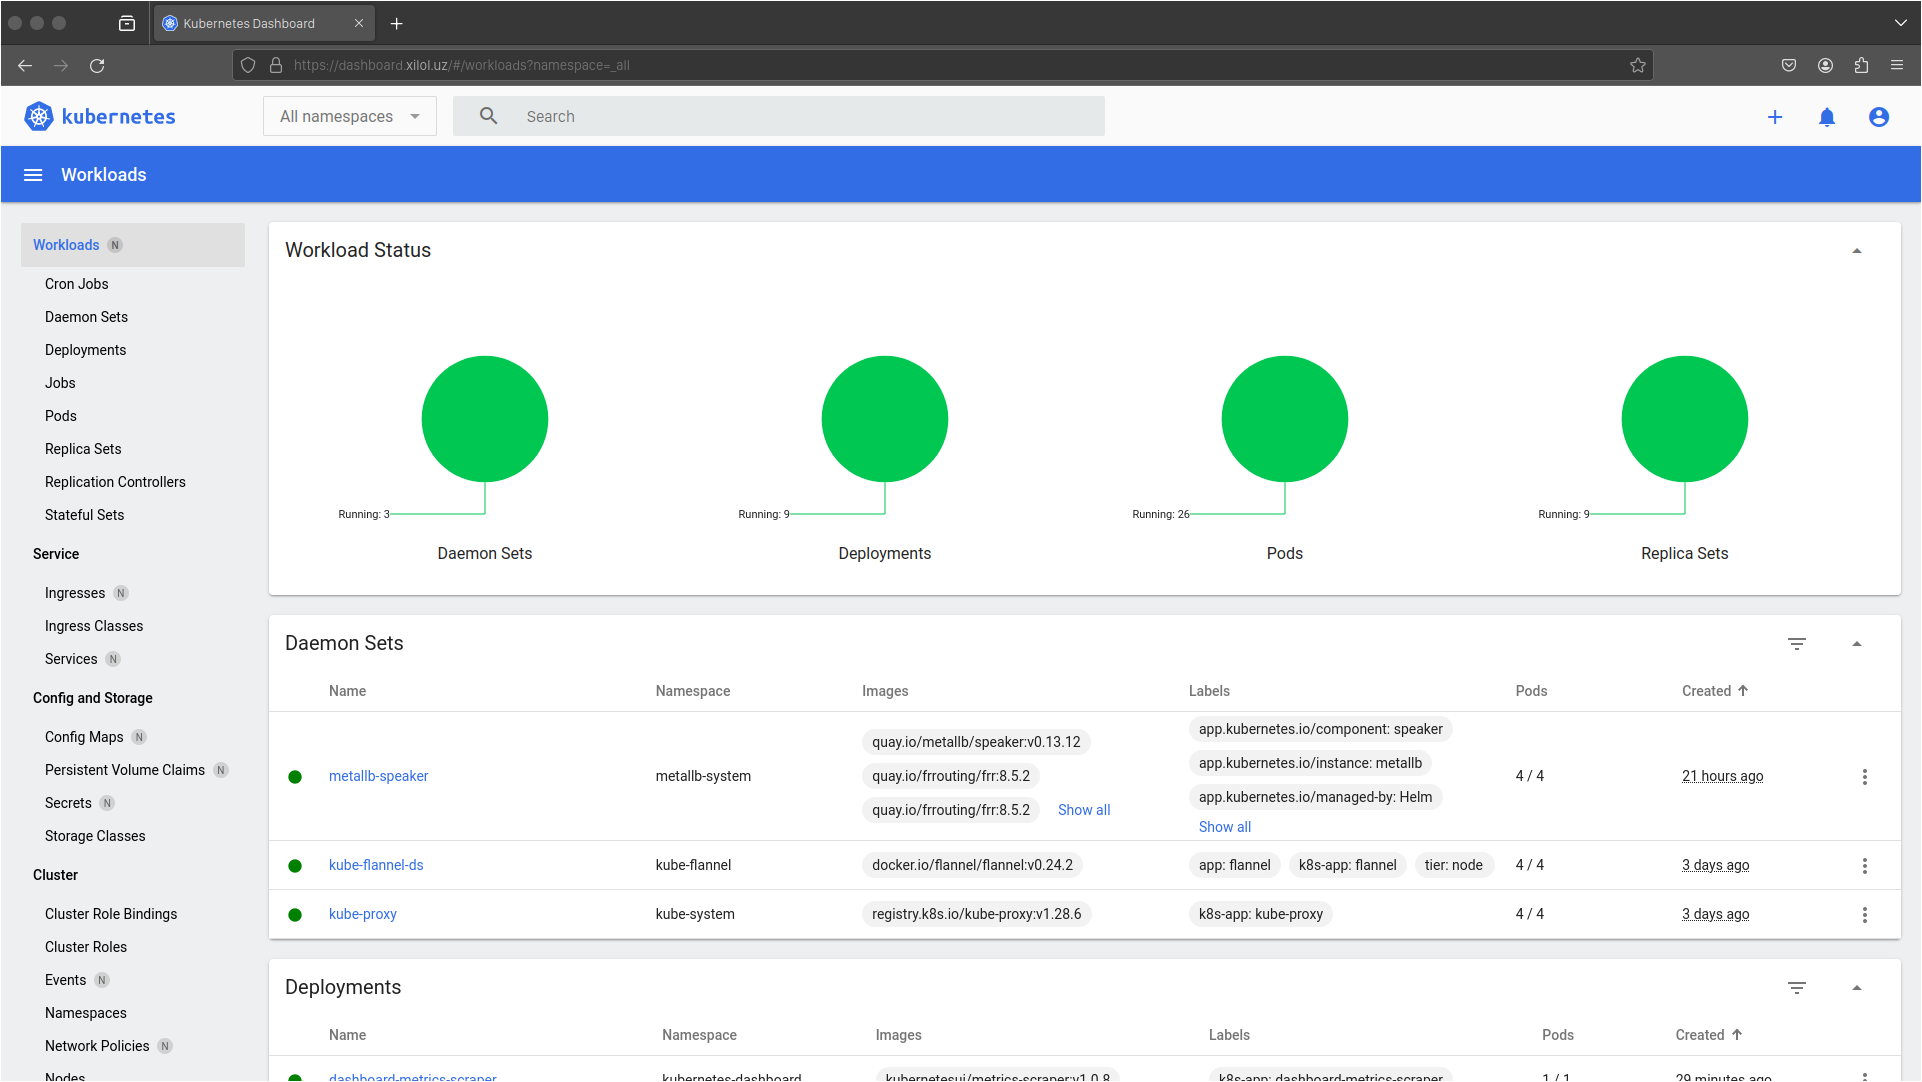 Kubernetes Dashboard
https://dashboard.xilol.uz/#/workloads?namespace=_all
kubernetes
All namespaces
Search
Workloads
Workloads N
Cron Jobs
Daemon Sets
Deployments
Jobs
Pods
Replica Sets
Replication Controllers
Stateful Sets
Service
Ingresses N
Ingress Classes
Services N
Config and Storage
Config Maps N
Persistent Volume Claims N
Secrets N
Storage Classes
Cluster
Cluster Role Bindings
Cluster Roles
Events N
Namespaces
Network Policies N
Nodes
Workload Status
Running: 3
Daemon Sets
Running: 9
Deployments
Running: 26
Pods
Running: 9
Replica Sets
Daemon Sets
Name Namespace Images Labels Pods Created
metallb-speaker metallb-system quay.io/metallb/speaker:v0.13.12 quay.io/frrouting/frr:8.5.2 quay.io/frrouting/frr:8.5.2 Show all app.kubernetes.io/component: speaker app.kubernetes.io/instance: metallb app.kubernetes.io/managed-by: Helm Show all 4 / 4 21 hours ago
kube-flannel-ds kube-flannel docker.io/flannel/flannel:v0.24.2 app: flannel k8s-app: flannel tier: node 4 / 4 3 days ago
kube-proxy kube-system registry.k8s.io/kube-proxy:v1.28.6 k8s-app: kube-proxy 4 / 4 3 days ago
Deployments
Name Namespace Images Labels Pods Created
dashboard-metrics-scraper kubernetes-dashboard kubernetesui/metrics-scraper:v1.0.8 k8s-app: dashboard-metrics-scraper 1 / 1 29 minutes ago